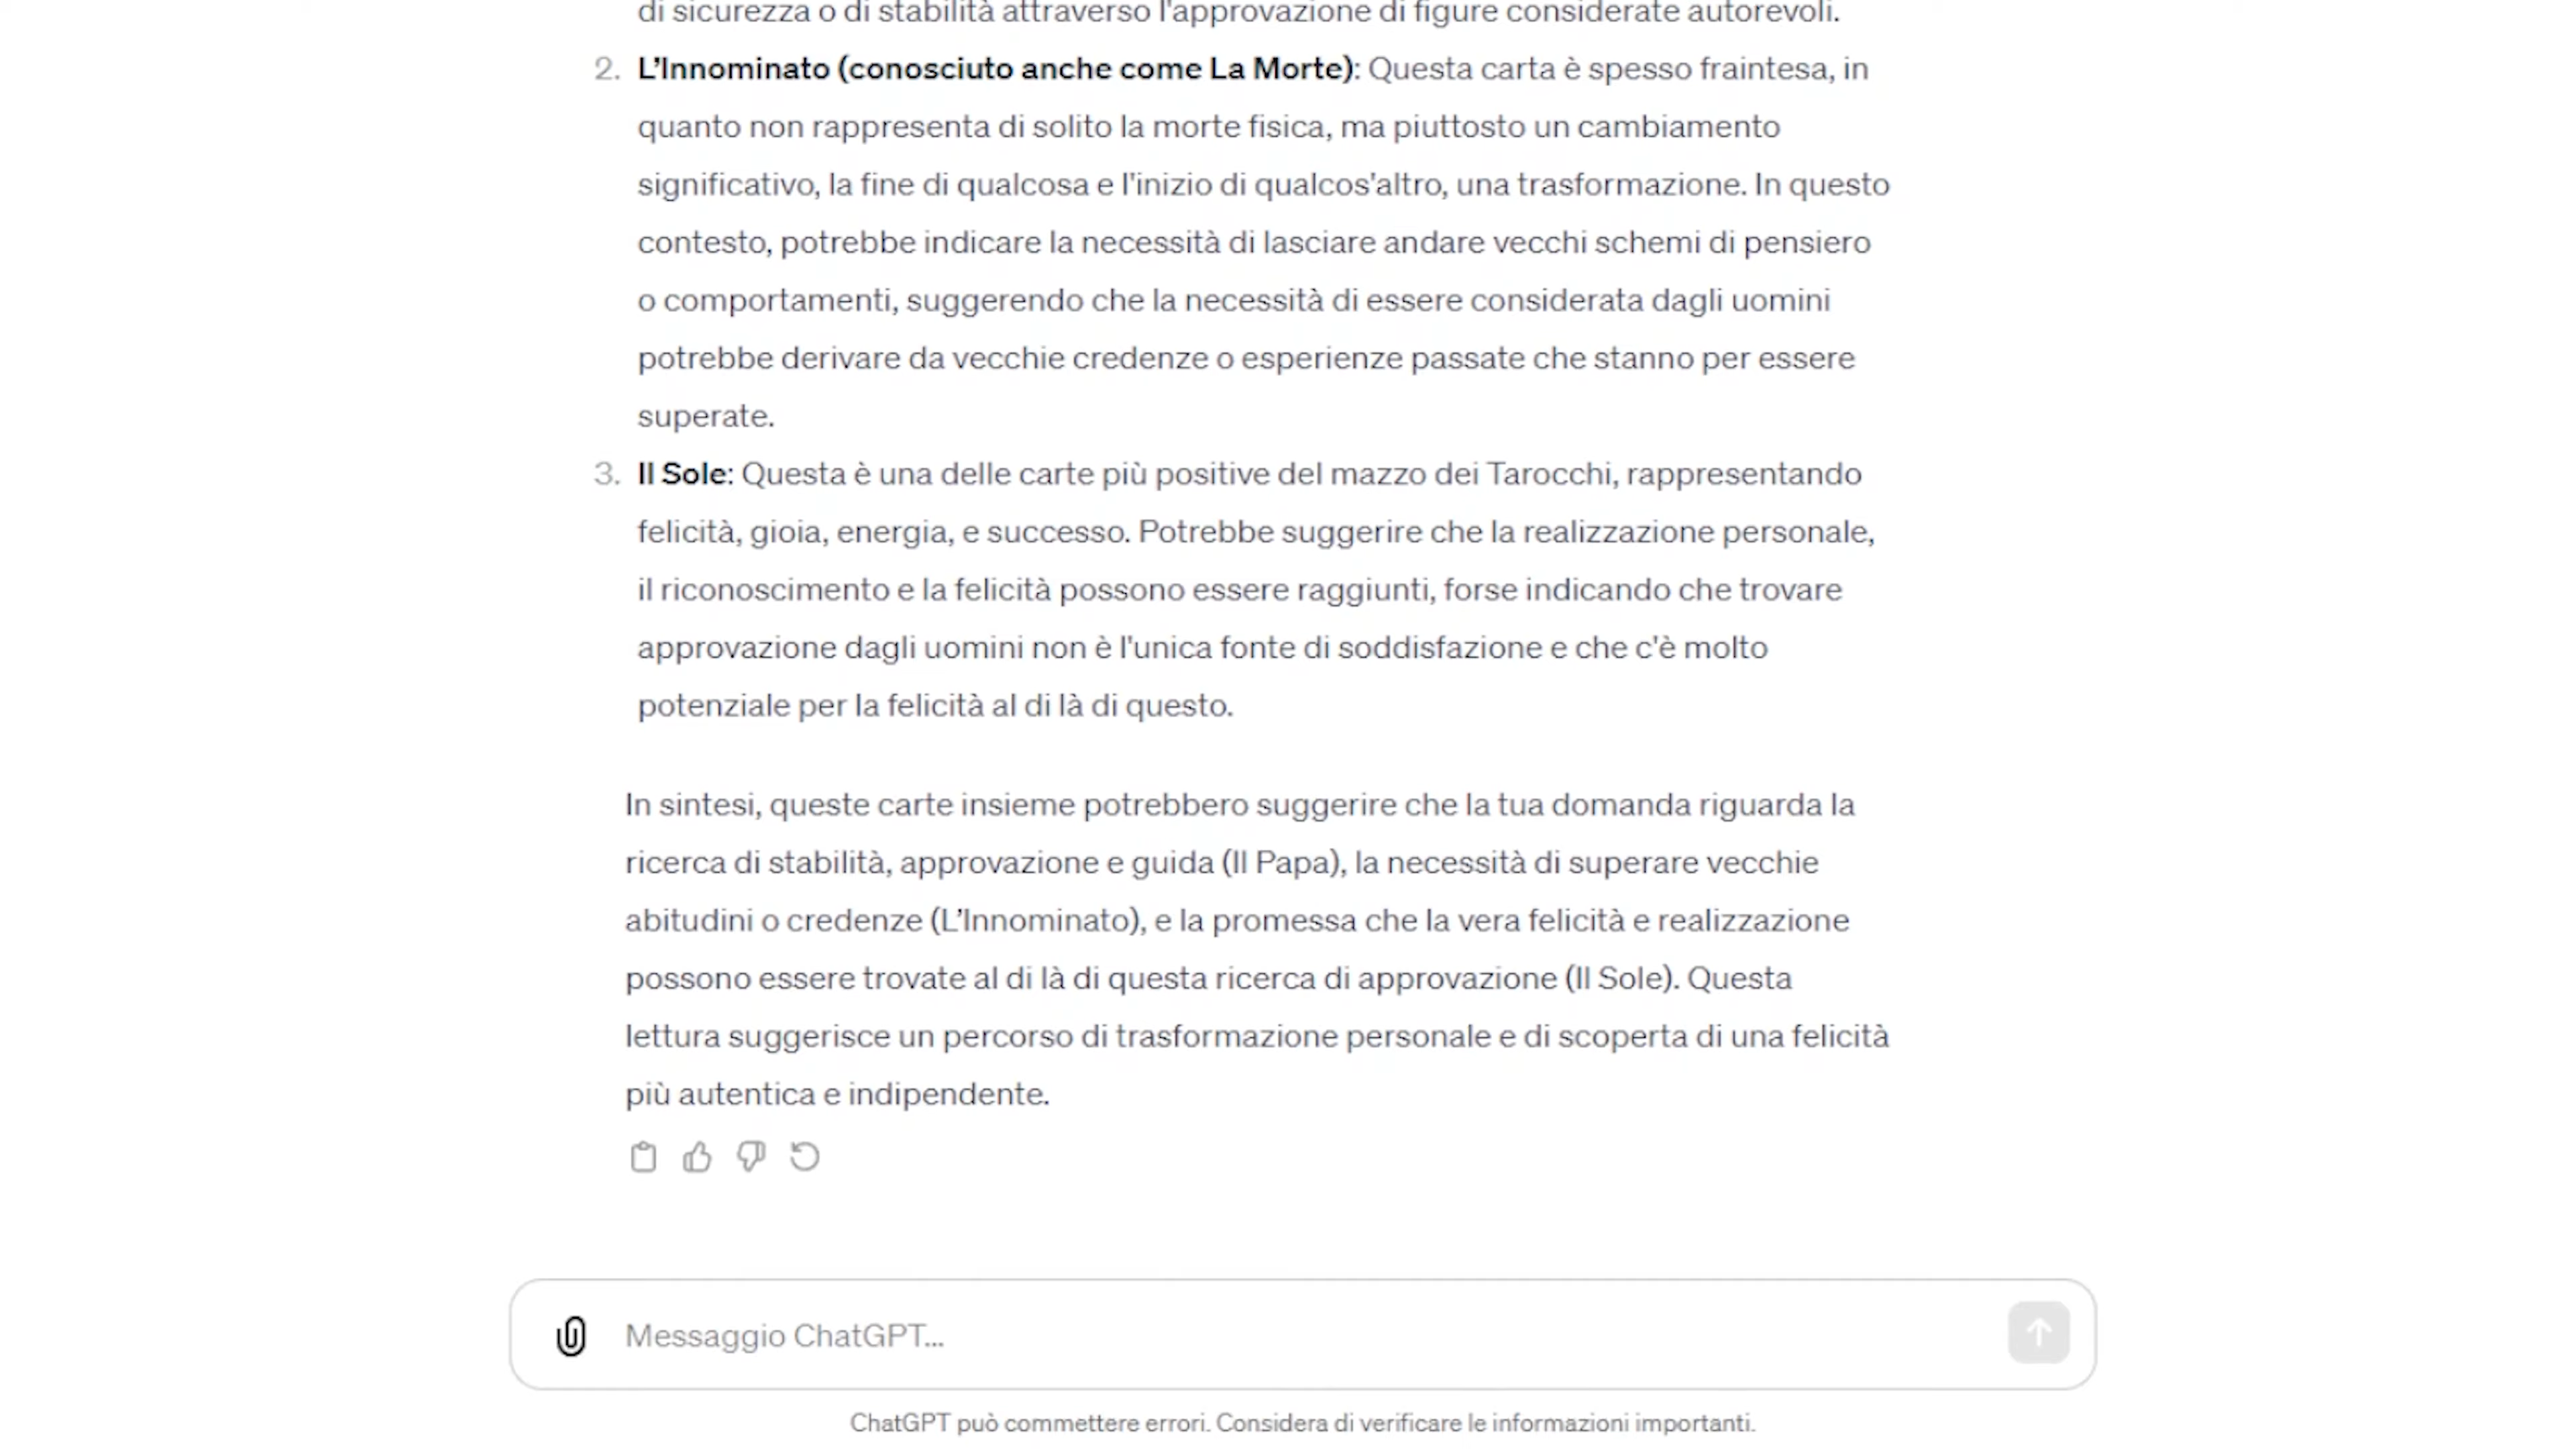 di sicurezza o di stabilità attraverso l'approvazione di figure considerate autorevoli.
2. L’Innominato (conosciuto anche come La Morte): Questa carta è spesso fraintesa, in
quanto non rappresenta di solito la morte fisica, ma piuttosto un cambiamento
significativo, la fine di qualcosa e l'inizio di qualcos'altro, una trasformazione. In questo
contesto, potrebbe indicare la necessità di lasciare andare vecchi schemi di pensiero
o comportamenti, suggerendo che la necessità di essere considerata dagli uomini
potrebbe derivare da vecchie credenze o esperienze passate che stanno per essere
superate.
3. Il Sole: Questa è una delle carte più positive del mazzo dei Tarocchi, rappresentando
felicità, gioia, energia, e successo. Potrebbe suggerire che la realizzazione personale,
il riconoscimento e la felicità possono essere raggiunti, forse indicando che trovare
approvazione dagli uomini non è l'unica fonte di soddisfazione e che c'è molto
potenziale per la felicità al di là di questo.
In sintesi, queste carte insieme potrebbero suggerire che la tua domanda riguarda la
ricerca di stabilità, approvazione e guida (Il Papa), la necessità di superare vecchie
abitudini o credenze (L’Innominato), e la promessa che la vera felicità e realizzazione
possono essere trovate al di là di questa ricerca di approvazione (Il Sole). Questa
lettura suggerisce un percorso di trasformazione personale e di scoperta di una felicità
più autentica e indipendente.
Messaggio ChatGPT...
ChatGPT può commettere errori. Considera di verificare le informazioni importanti.